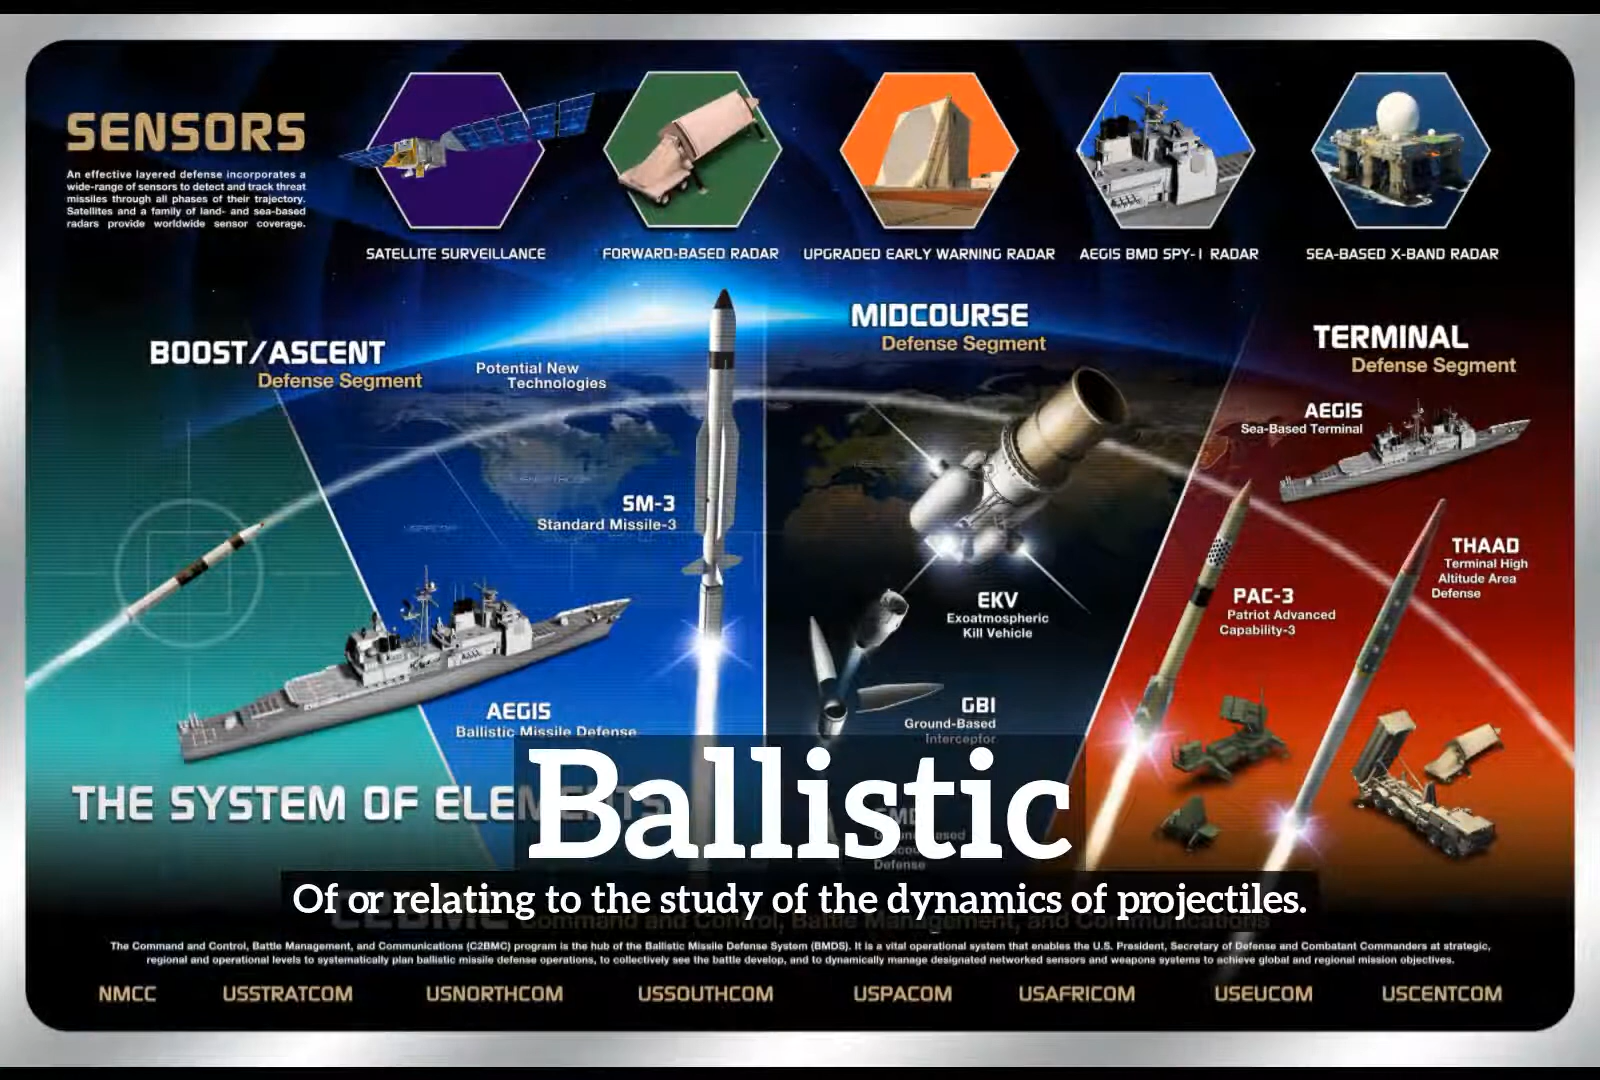 SENSORS
An effective layered defense incorporates a
wide-range of sensors to detect and track threat
missiles through all phases of their trajectory.
Satellites and a family of land- and sea-based
radars provide worldwide sensor coverage.
SATELLITE SURVEILLANCE
FORWARD-BASED RADAR
UPGRADED EARLY WARNING RADAR
AEGIS BMD SPY-1 RADAR
SEA-BASED X-BAND RADAR
BOOST/ASCENT
Defense Segment
Potential New
Technologies
MIDCOURSE
Defense Segment
TERMINAL
Defense Segment
AEGIS
Sea-Based Terminal
SM-3
Standard Missile-3
THAAD
Terminal High
Altitude Area
Defense
EKV
Exoatmospheric
Kill Vehicle
PAC-3
Patriot Advanced
Capability-3
AEGIS
Ballistic Missile Defense
GBI
Ground-Based
Interceptor
THE SYSTEM OF ELEMENTS
Ballistic
Defense
Of or relating to the study of the dynamics of projectiles.
C2BMC Command and Control, Battle Management, and Communications
The Command and Control, Battle Management, and Communications (C2BMC) program is the hub of the Ballistic Missile Defense System (BMDS). It is a vital operational system that enables the U.S. President, Secretary of Defense and Combatant Commanders at strategic,
regional and operational levels to systematically plan ballistic missile defense operations, to collectively see the battle develop, and to dynamically manage designated networked sensors and weapons systems to achieve global and regional mission objectives.
NMCC USSTRATCOM USNORTHCOM USSOUTHCOM USPACOM USAFRICOM USEUCOM USCENTCOM